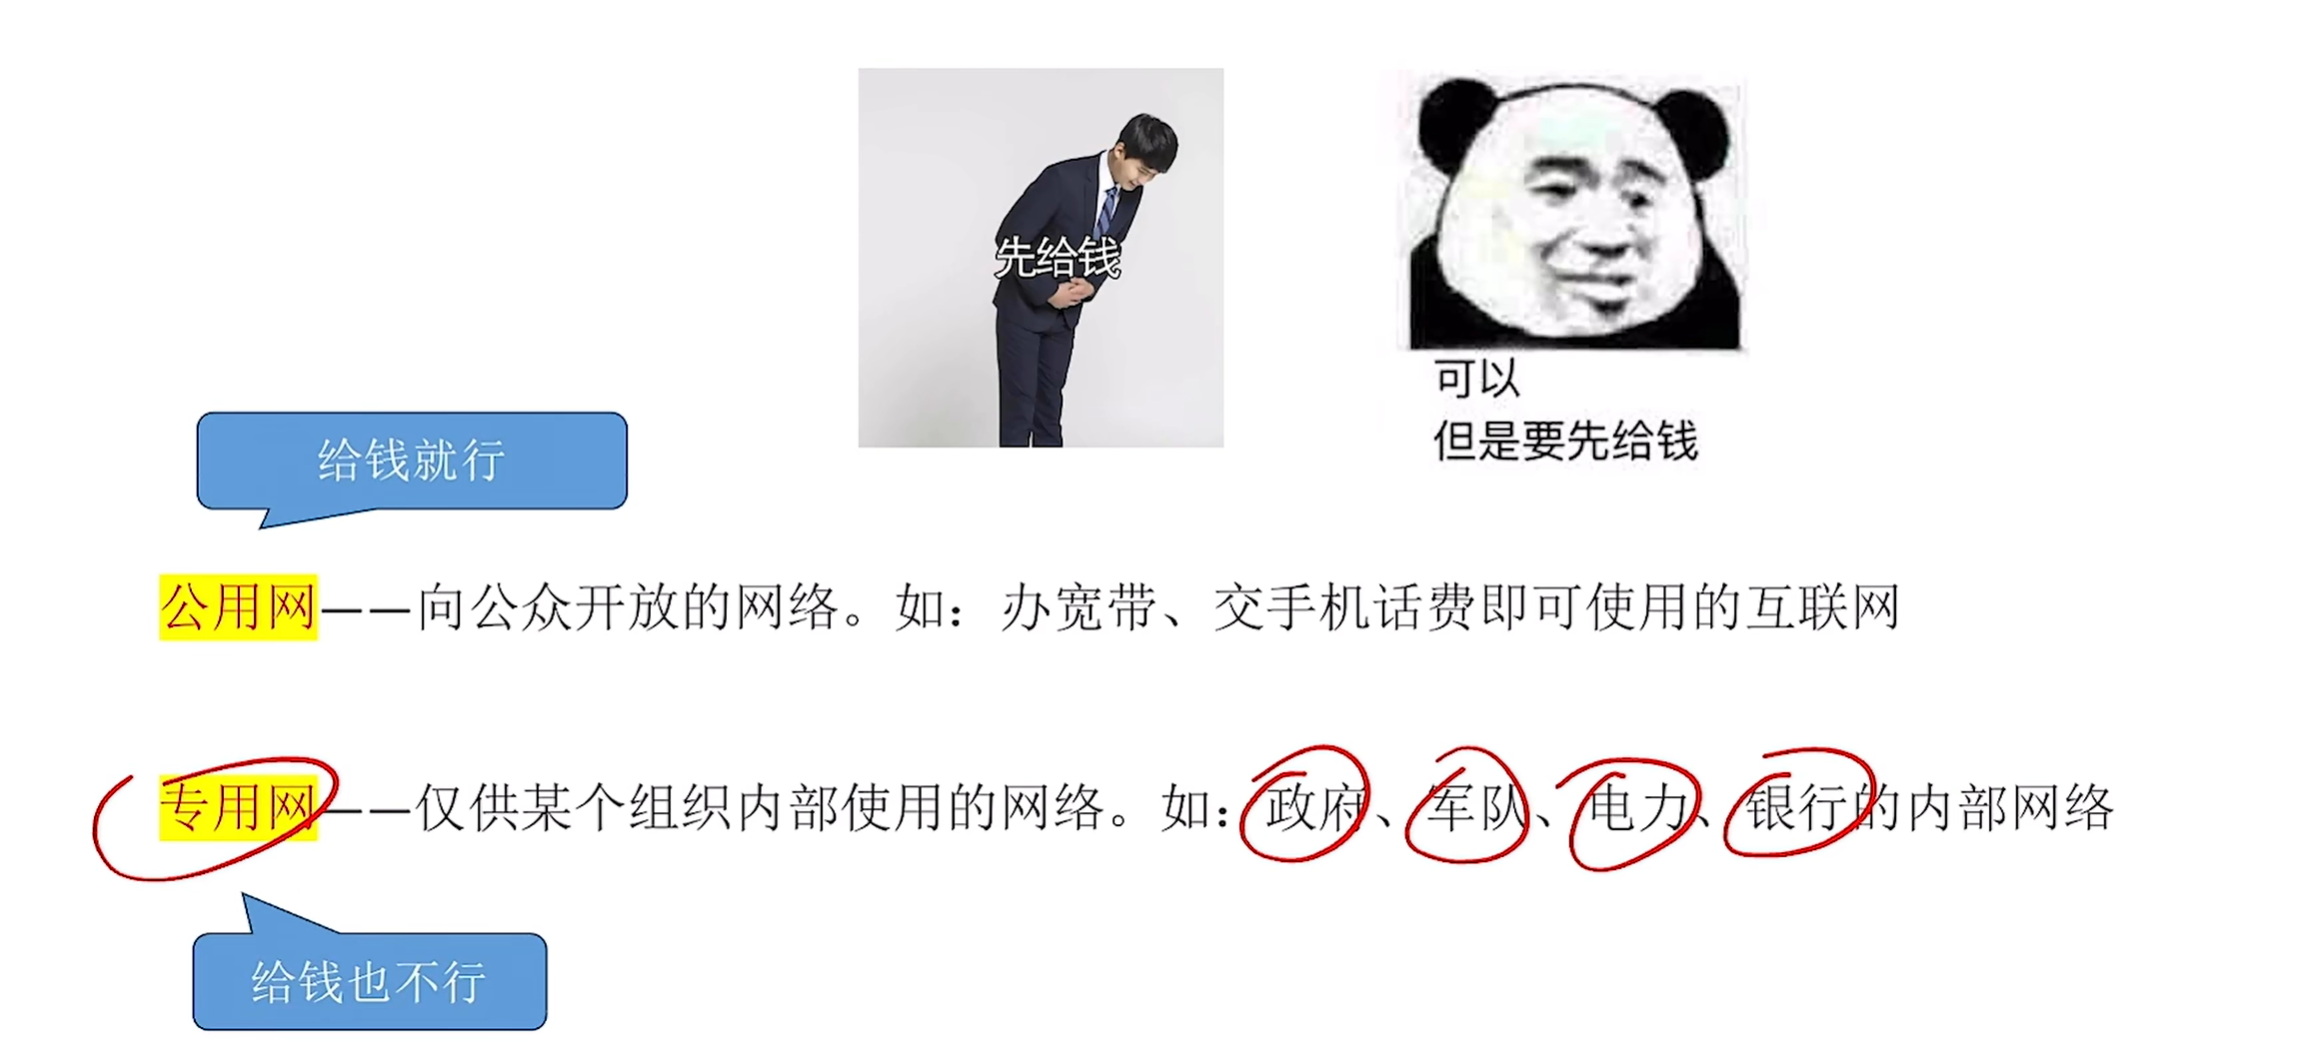 先给钱
可以
但是要先给钱
给钱就行
公用网——向公众开放的网络。如：办宽带、交手机话费即可使用的互联网
专用网——仅供某个组织内部使用的网络。如：政府、军队、电力、银行的内部网络
给钱也不行